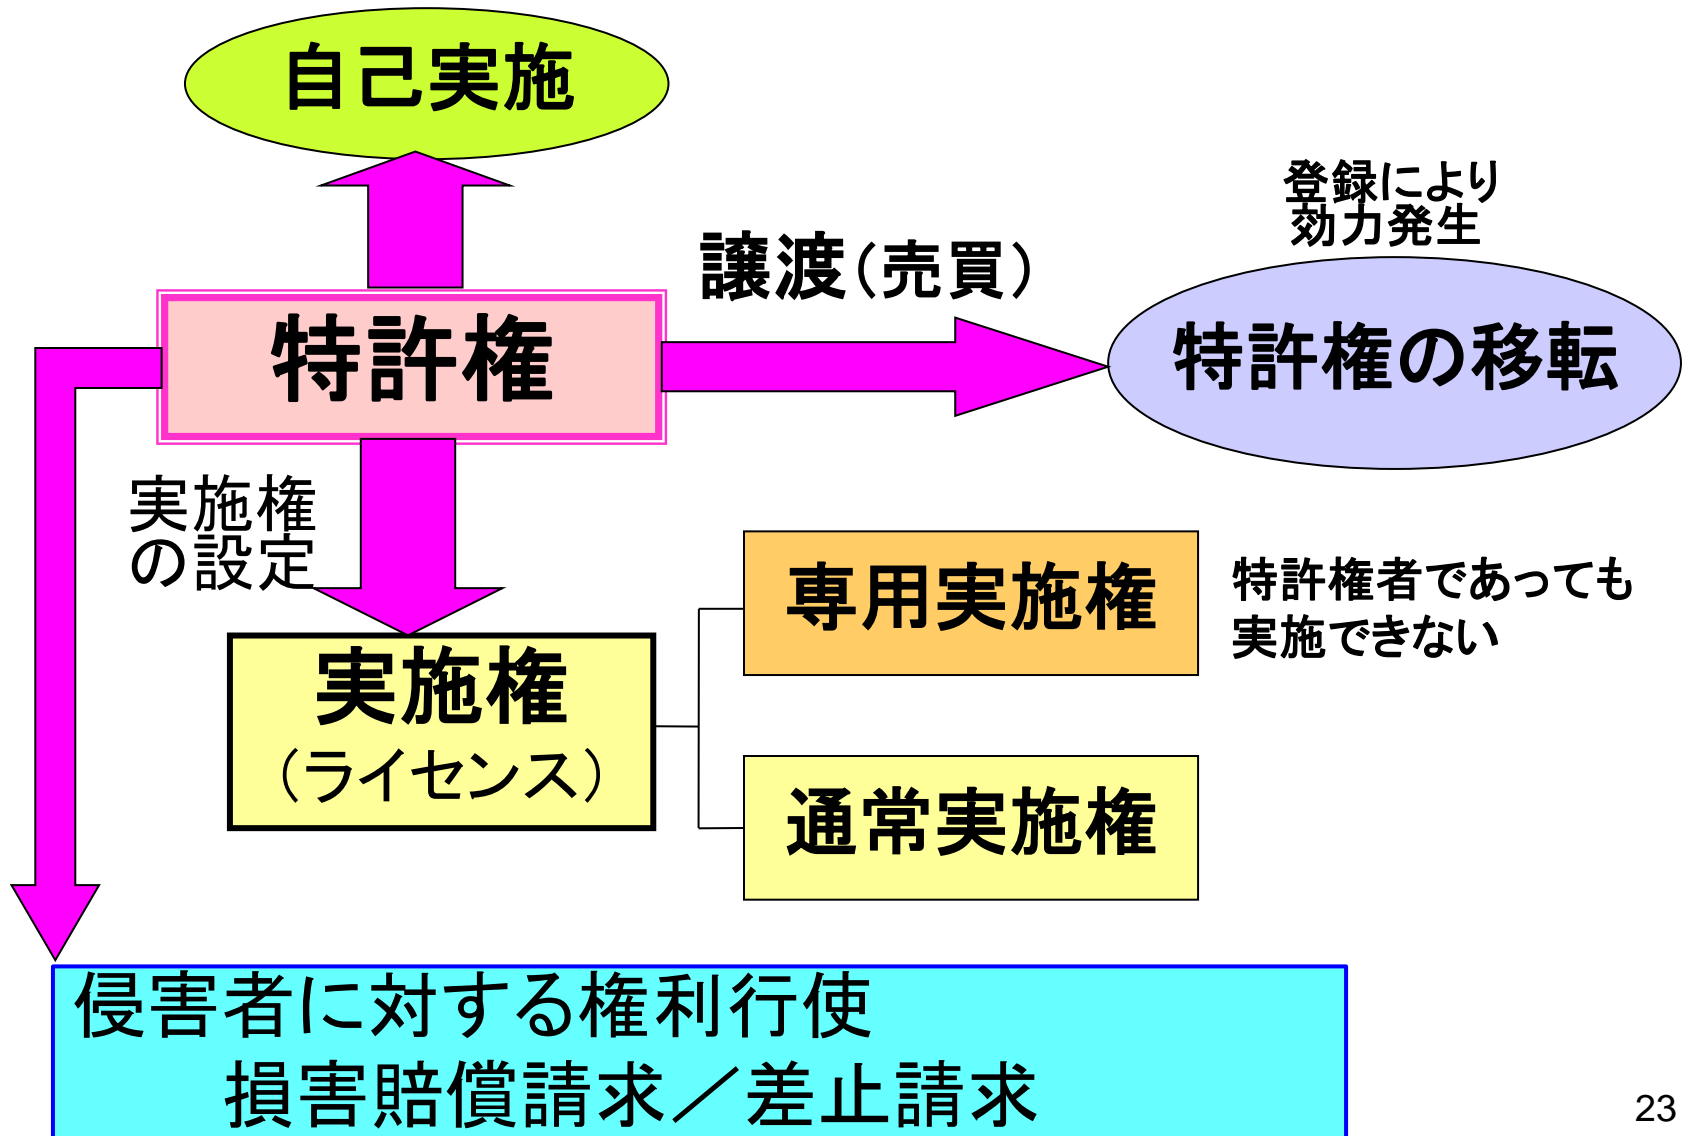 自己実施
登録により
効力発生
譲渡（売買）
特許権
特許権の移転
実施権
の設定
専用実施権
特許権者であっても
実施できない
実施権
（ライセンス）
通常実施権
侵害者に対する権利行使
損害賠償請求／差止請求
23